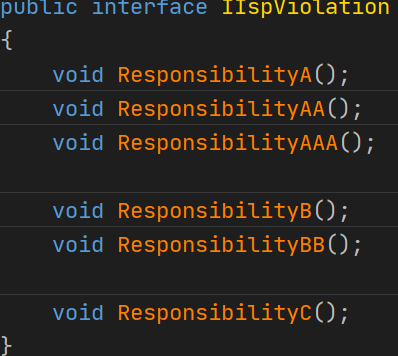 public interface IIspViolation
{
    void ResponsibilityA();
    void ResponsibilityAA();
    void ResponsibilityAAA();
    void ResponsibilityB();
    void ResponsibilityBB();
    void ResponsibilityC();
}